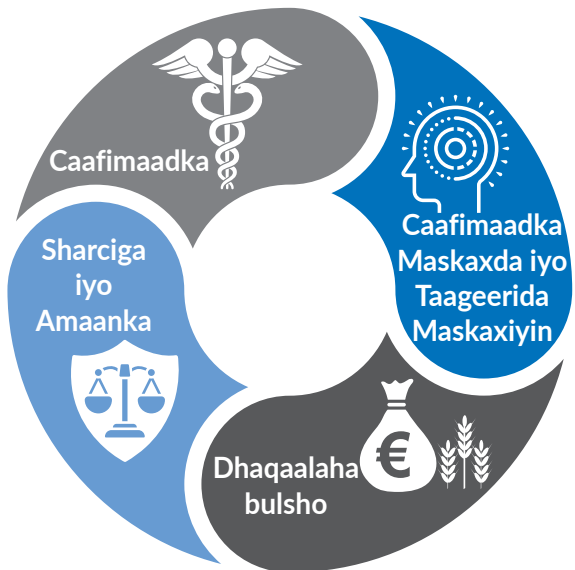 Caafimaadka
Caafimaadka
Maskaxda iyo
Taageerida
Maskaxiyin
Dhaqaalaha
bulsho
€
Sharciga
iyo
Amaanka